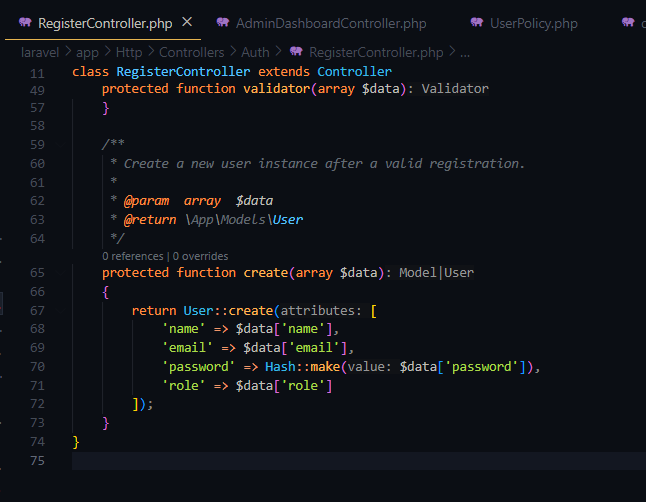 RegisterController.php × AdminDashboardController.php UserPolicy.php
laravel > app > Http > Controllers > Auth > RegisterController.php > ...
11 class RegisterController extends Controller
49 protected function validator(array $data): Validator
57 }
58
59 /**
60 * Create a new user instance after a valid registration.
61 *
62 * @param array $data
63 * @return \App\Models\User
64 */
0 references | 0 overrides
65 protected function create(array $data): Model|User
66 {
67 return User::create(attributes: [
68 'name' => $data['name'],
69 'email' => $data['email'],
70 'password' => Hash::make(value: $data['password']),
71 'role' => $data['role']
72 ]);
73 }
74 }
75